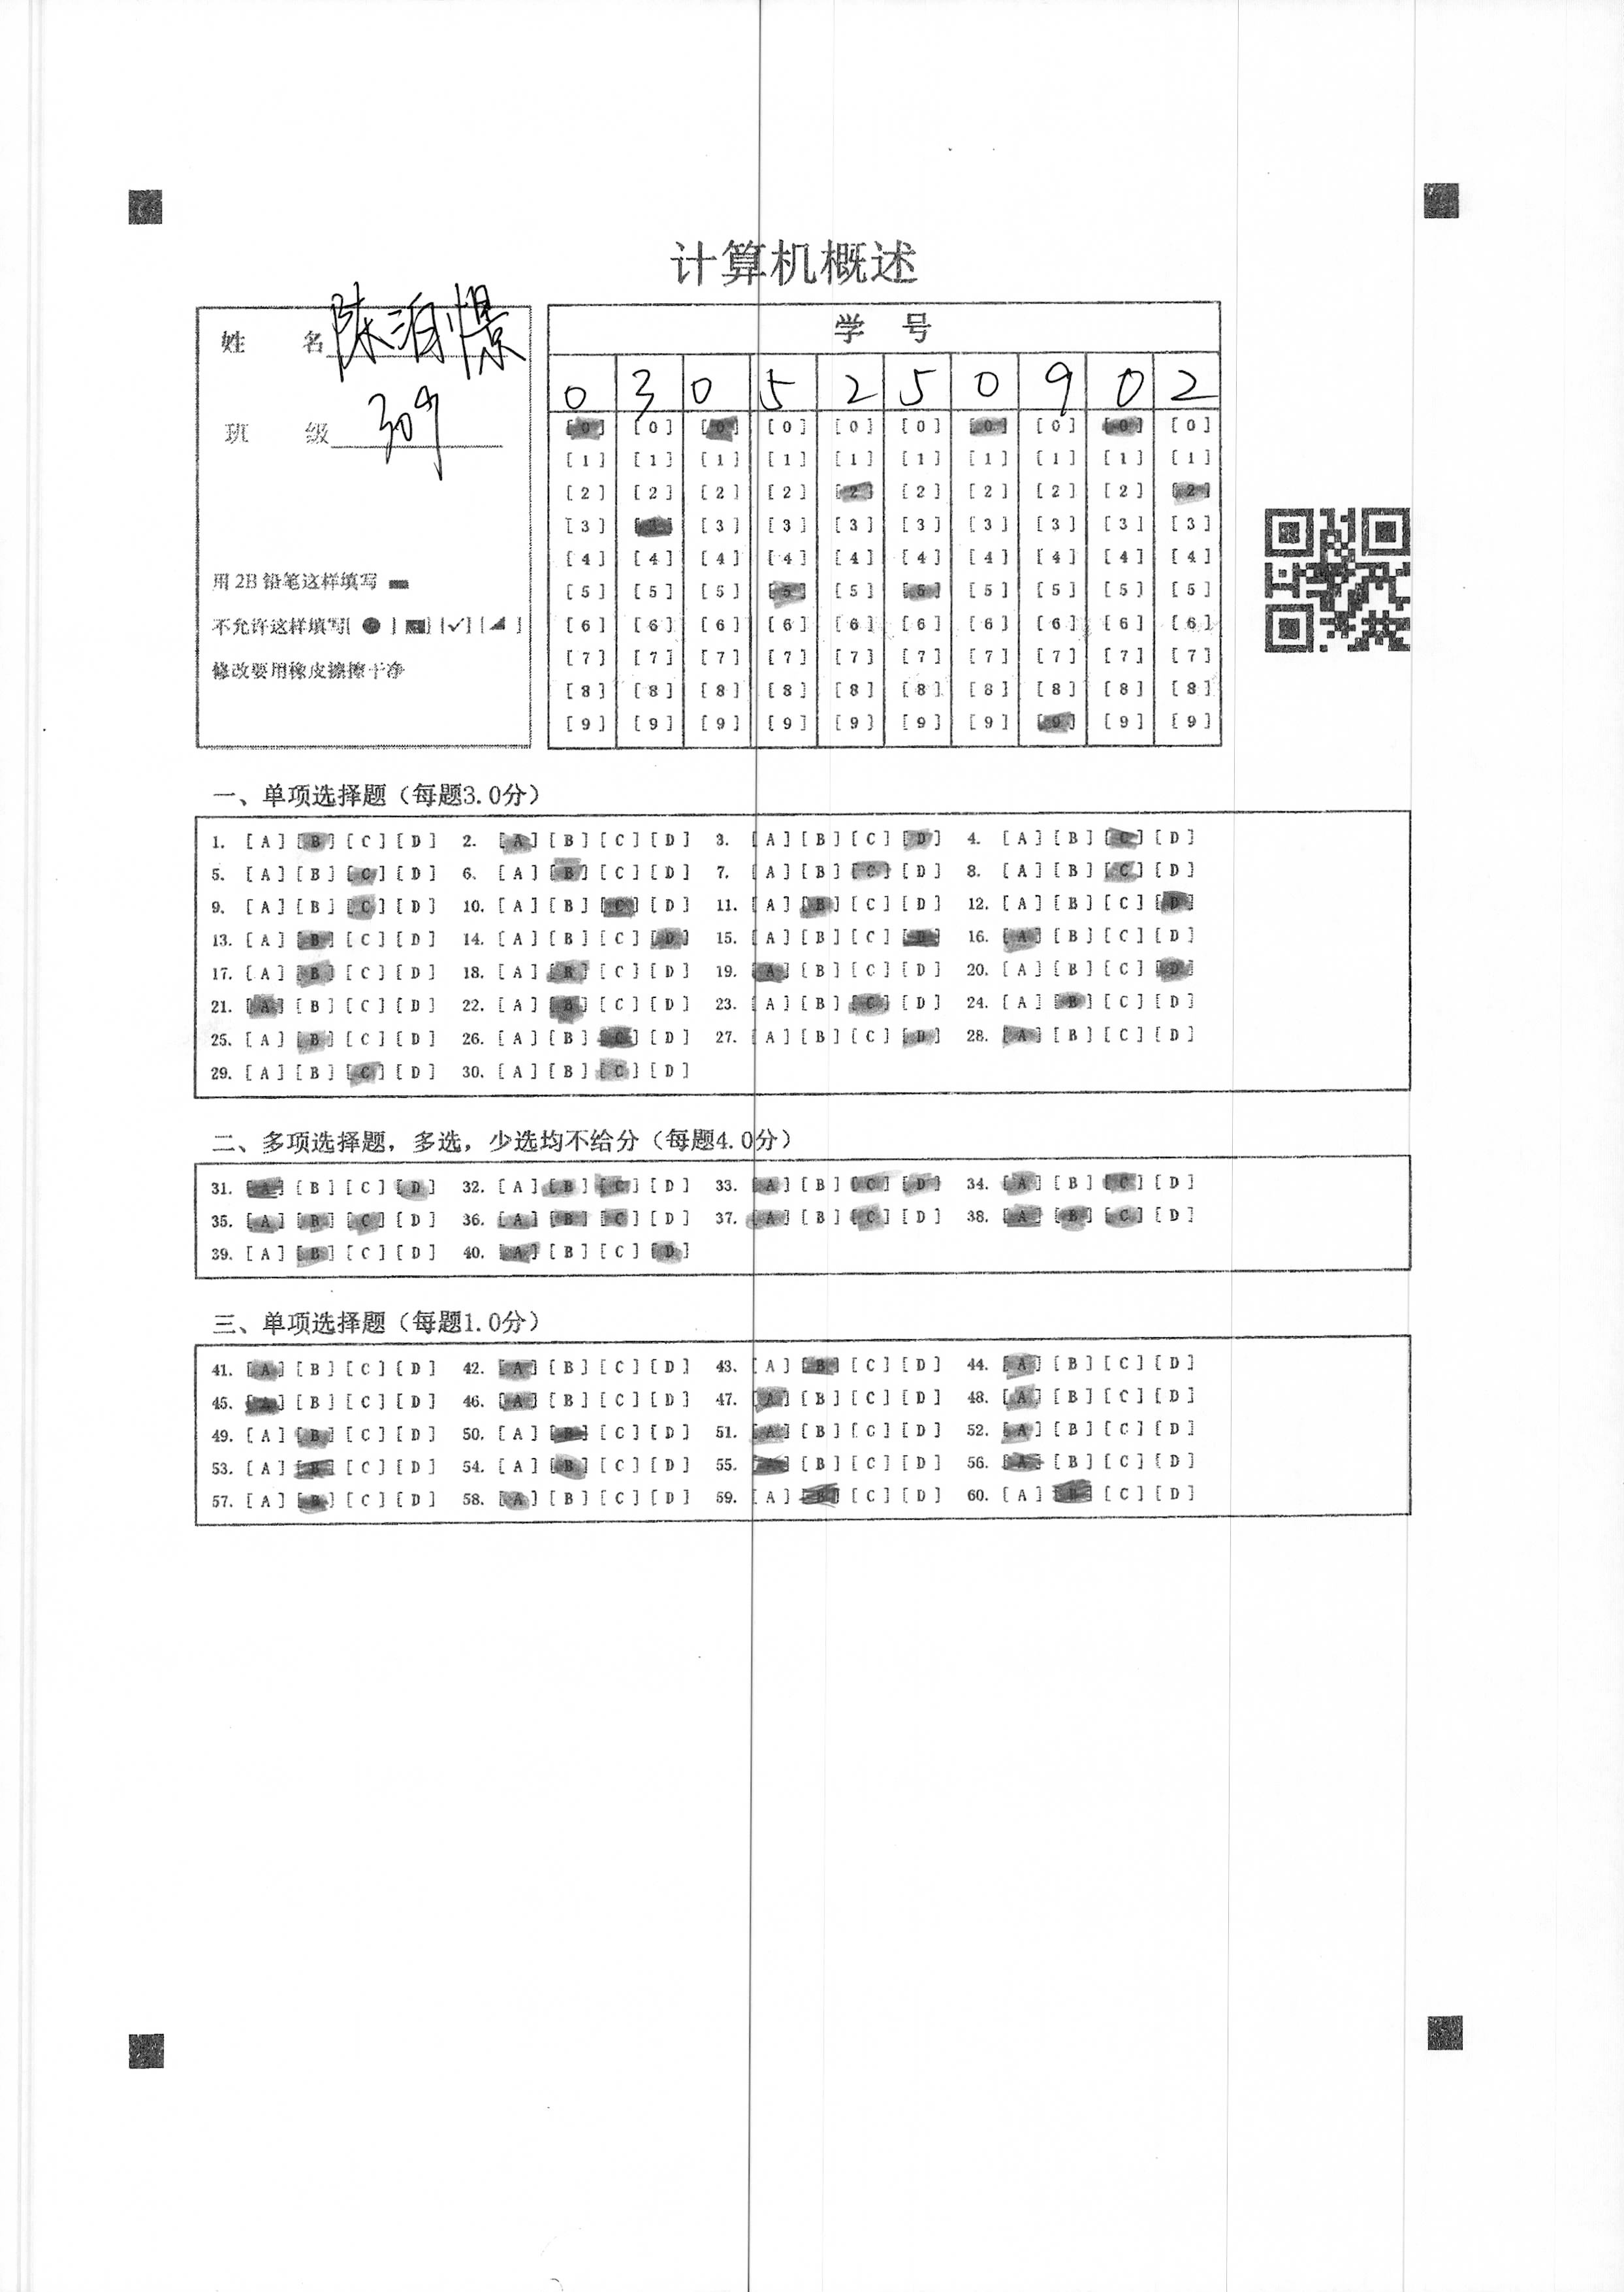 计算机概述
姓 名 陈泊憬
班 级 309
用 2B 铅笔这样填写
不允许这样填写[ ● ] [ ] [✓] [ ]
修改要用橡皮擦擦干净
学 号
0 3 0 5 2 5 0 9 0 2
[0] [0] [0] [0] [0] [0] [0] [0] [0] [0]
[1] [1] [1] [1] [1] [1] [1] [1] [1] [1]
[2] [2] [2] [2] [2] [2] [2] [2] [2] [2]
[3] [3] [3] [3] [3] [3] [3] [3] [3] [3]
[4] [4] [4] [4] [4] [4] [4] [4] [4] [4]
[5] [5] [5] [5] [5] [5] [5] [5] [5] [5]
[6] [6] [6] [6] [6] [6] [6] [6] [6] [6]
[7] [7] [7] [7] [7] [7] [7] [7] [7] [7]
[8] [8] [8] [8] [8] [8] [8] [8] [8] [8]
[9] [9] [9] [9] [9] [9] [9] [9] [9] [9]
一、单项选择题（每题3.0分）
1. [A] [B] [C] [D] 2. [A] [B] [C] [D] 3. [A] [B] [C] [D] 4. [A] [B] [C] [D]
5. [A] [B] [C] [D] 6. [A] [B] [C] [D] 7. [A] [B] [C] [D] 8. [A] [B] [C] [D]
9. [A] [B] [C] [D] 10. [A] [B] [C] [D] 11. [A] [B] [C] [D] 12. [A] [B] [C] [D]
13. [A] [B] [C] [D] 14. [A] [B] [C] [D] 15. [A] [B] [C] [D] 16. [A] [B] [C] [D]
17. [A] [B] [C] [D] 18. [A] [B] [C] [D] 19. [A] [B] [C] [D] 20. [A] [B] [C] [D]
21. [A] [B] [C] [D] 22. [A] [B] [C] [D] 23. [A] [B] [C] [D] 24. [A] [B] [C] [D]
25. [A] [B] [C] [D] 26. [A] [B] [C] [D] 27. [A] [B] [C] [D] 28. [A] [B] [C] [D]
29. [A] [B] [C] [D] 30. [A] [B] [C] [D]
二、多项选择题，多选，少选均不给分（每题4.0分）
31. [A] [B] [C] [D] 32. [A] [B] [C] [D] 33. [A] [B] [C] [D] 34. [A] [B] [C] [D]
35. [A] [B] [C] [D] 36. [A] [B] [C] [D] 37. [A] [B] [C] [D] 38. [A] [B] [C] [D]
39. [A] [B] [C] [D] 40. [A] [B] [C] [D]
三、单项选择题（每题1.0分）
41. [A] [B] [C] [D] 42. [A] [B] [C] [D] 43. [A] [B] [C] [D] 44. [A] [B] [C] [D]
45. [A] [B] [C] [D] 46. [A] [B] [C] [D] 47. [A] [B] [C] [D] 48. [A] [B] [C] [D]
49. [A] [B] [C] [D] 50. [A] [B] [C] [D] 51. [A] [B] [C] [D] 52. [A] [B] [C] [D]
53. [A] [B] [C] [D] 54. [A] [B] [C] [D] 55. [A] [B] [C] [D] 56. [A] [B] [C] [D]
57. [A] [B] [C] [D] 58. [A] [B] [C] [D] 59. [A] [B] [C] [D] 60. [A] [B] [C] [D]